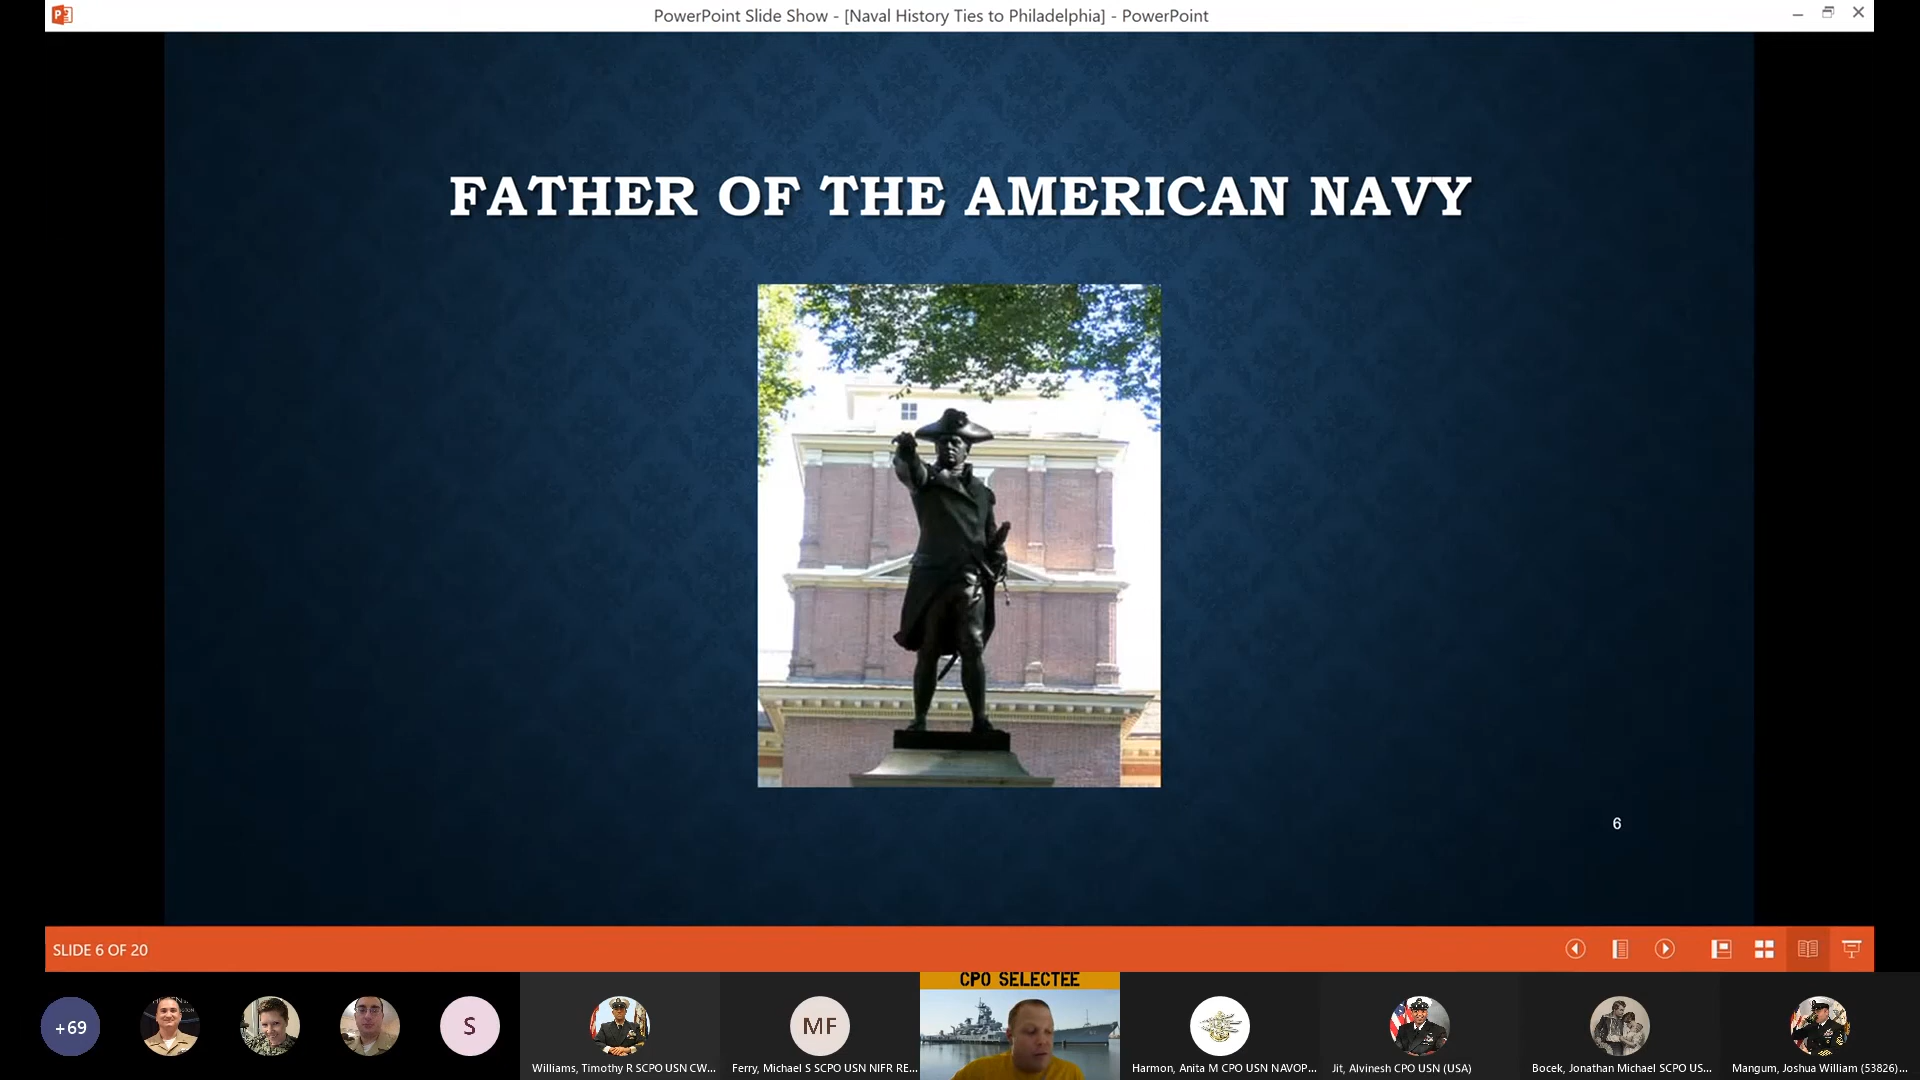 PowerPoint Slide Show - [Naval History Ties to Philadelphia] - PowerPoint
FATHER OF THE AMERICAN NAVY
6
SLIDE 6 OF 20
CPO SELECTEE
+69
S
MF
Williams, Timothy R SCPO USN CW...
Ferry, Michael S SCPO USN NIFR RE...
Harmon, Anita M CPO USN NAVOP...
Jit, Alvinesh CPO USN (USA)
Bocek, Jonathan Michael SCPO US...
Mangum, Joshua William (53826)...